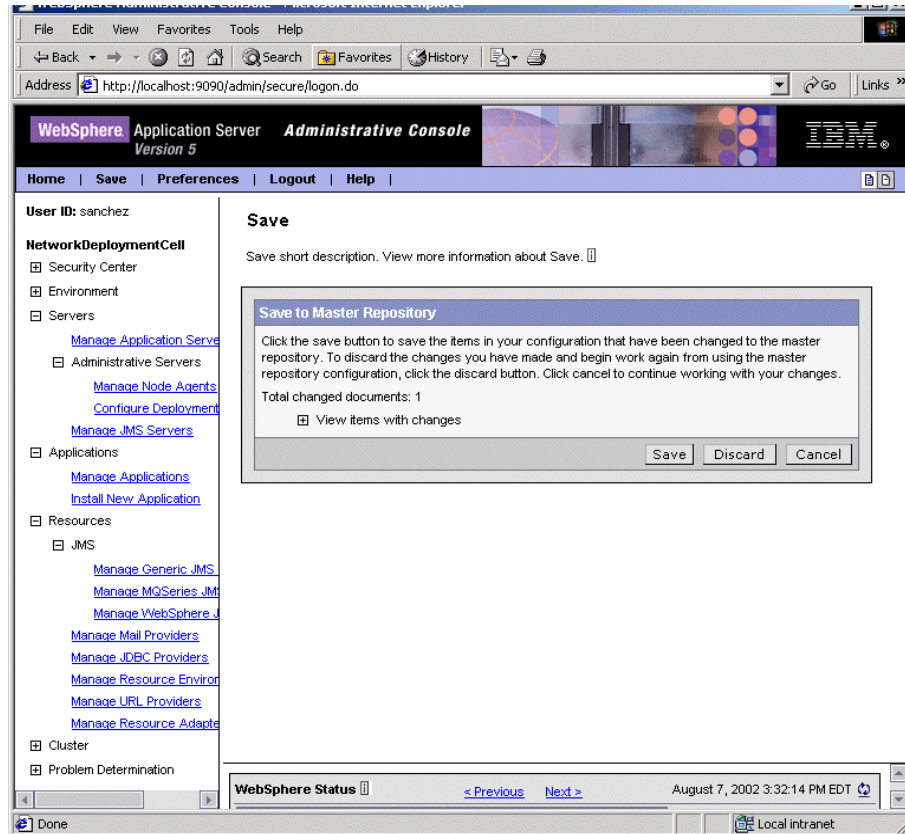 WebSphere Administrative Console - Microsoft Internet Explorer
File Edit View Favorites Tools Help
Back Search Favorites History
Address http://localhost:9090/admin/secure/logon.do Go Links »
WebSphere Application Server Administrative Console
Version 5
IBM®
Home | Save | Preferences | Logout | Help |
User ID: sanchez
NetworkDeploymentCell
Security Center
Environment
Servers
Manage Application Serve
Administrative Servers
Manage Node Agents
Configure Deployment
Manage JMS Servers
Applications
Manage Applications
Install New Application
Resources
JMS
Manage Generic JMS
Manage MQSeries JM
Manage WebSphere J
Manage Mail Providers
Manage JDBC Providers
Manage Resource Environ
Manage URL Providers
Manage Resource Adapte
Cluster
Problem Determination
Save
Save short description. View more information about Save. i
Save to Master Repository
Click the save button to save the items in your configuration that have been changed to the master
repository. To discard the changes you have made and begin work again from using the master
repository configuration, click the discard button. Click cancel to continue working with your changes.
Total changed documents: 1
View items with changes
Save Discard Cancel
WebSphere Status i < Previous Next > August 7, 2002 3:32:14 PM EDT
Done Local intranet